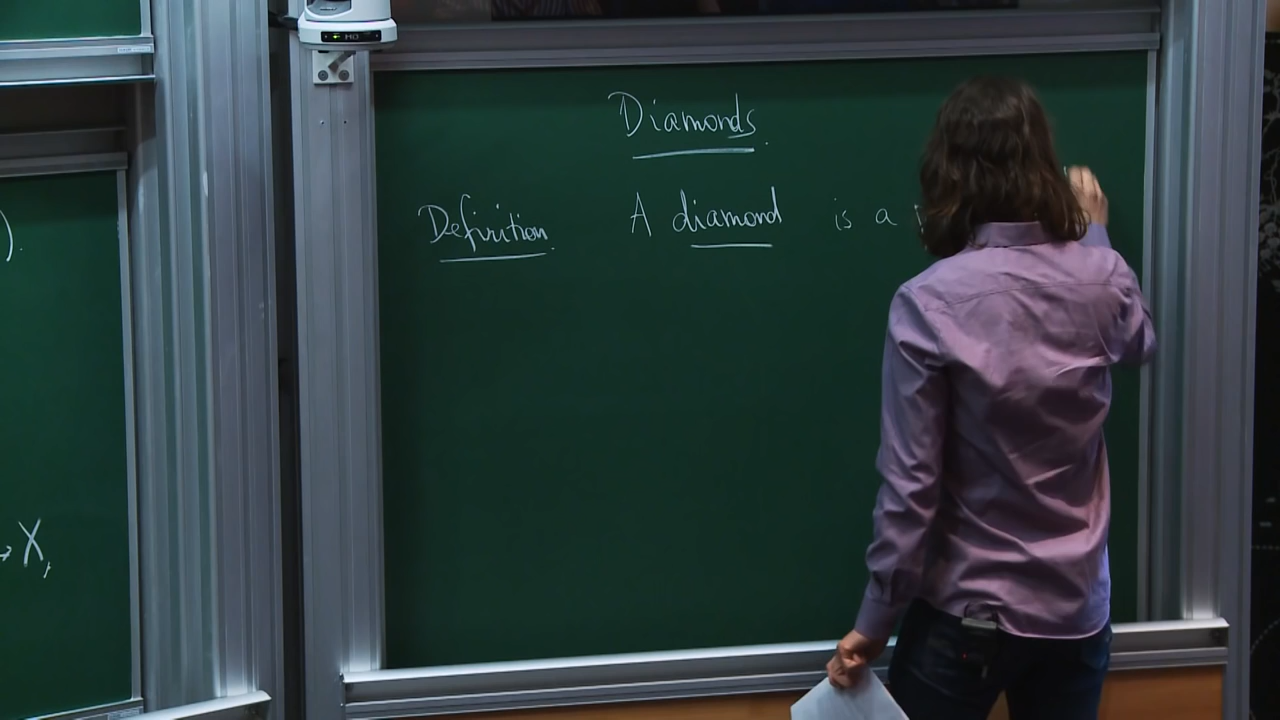 Diamonds.
Definition. A diamond is a
).
X,